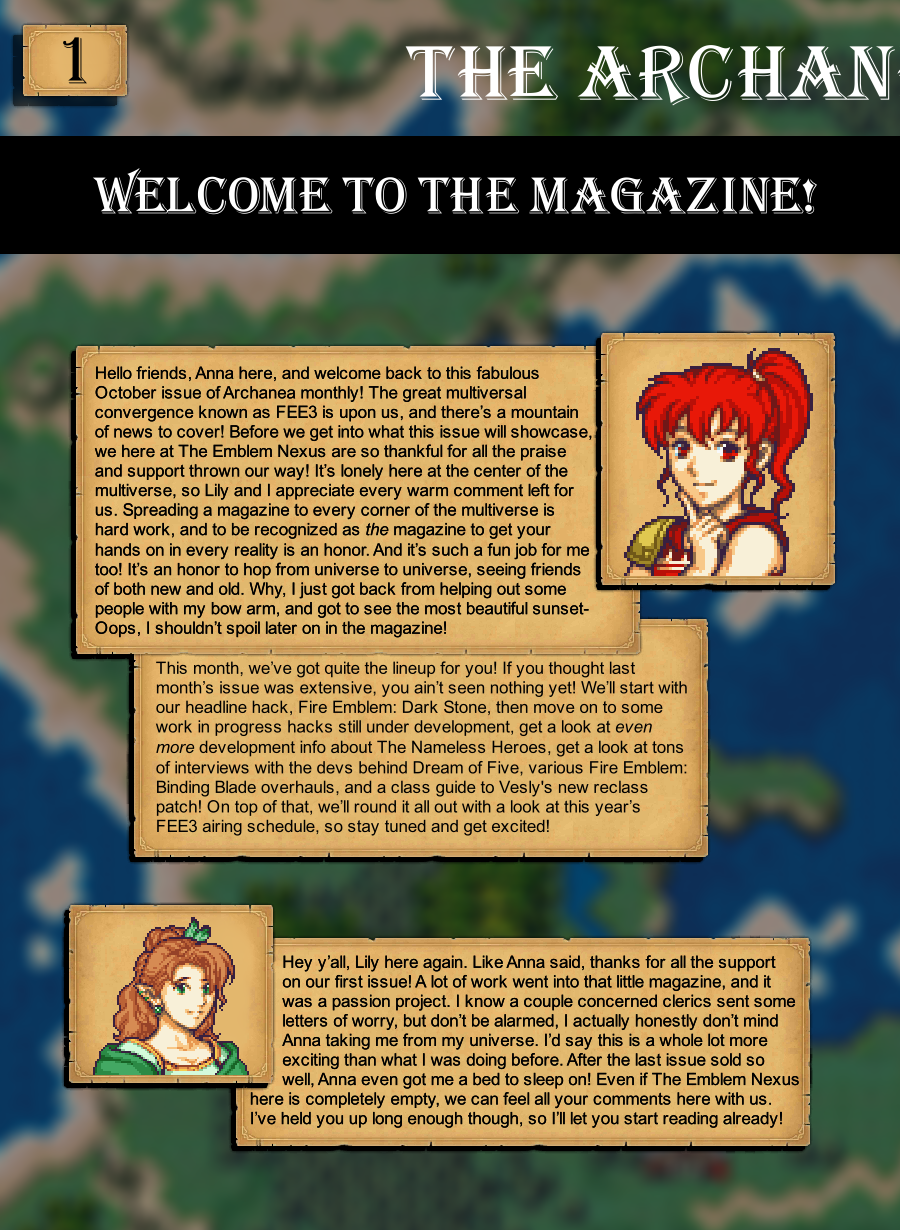 1
THE ARCHAN
WELCOME TO THE MAGAZINE!
Hello friends, Anna here, and welcome back to this fabulous
October issue of Archanea monthly! The great multiversal
convergence known as FEE3 is upon us, and there's a mountain
of news to cover! Before we get into what this issue will showcase,
we here at The Emblem Nexus are so thankful for all the praise
and support thrown our way! It's lonely here at the center of the
multiverse, so Lily and I appreciate every warm comment left for
us. Spreading a magazine to every corner of the multiverse is
hard work, and to be recognized as the magazine to get your
hands on in every reality is an honor. And it's such a fun job for me
too! It's an honor to hop from universe to universe, seeing friends
of both new and old. Why, I just got back from helping out some
people with my bow arm, and got to see the most beautiful sunset-
Oops, I shouldn't spoil later on in the magazine!
This month, we've got quite the lineup for you! If you thought last
month's issue was extensive, you ain't seen nothing yet! We'll start with
our headline hack, Fire Emblem: Dark Stone, then move on to some
work in progress hacks still under development, get a look at even
more development info about The Nameless Heroes, get a look at tons
of interviews with the devs behind Dream of Five, various Fire Emblem:
Binding Blade overhauls, and a class guide to Vesly's new reclass
patch! On top of that, we'll round it all out with a look at this year's
FEE3 airing schedule, so stay tuned and get excited!
Hey y'all, Lily here again. Like Anna said, thanks for all the support
on our first issue! A lot of work went into that little magazine, and it
was a passion project. I know a couple concerned clerics sent some
letters of worry, but don't be alarmed, I actually honestly don't mind
Anna taking me from my universe. I'd say this is a whole lot more
exciting than what I was doing before. After the last issue sold so
well, Anna even got me a bed to sleep on! Even if The Emblem Nexus
here is completely empty, we can feel all your comments here with us.
I've held you up long enough though, so I'll let you start reading already!